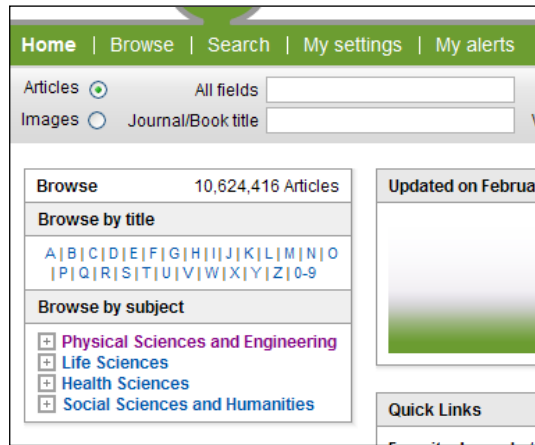 Home | Browse | Search | My settings | My alerts
Articles All fields
Images Journal/Book title
Browse 10,624,416 Articles
Updated on Februa
Browse by title
A|B|C|D|E|F|G|H|I|J|K|L|M|N|O
|P|Q|R|S|T|U|V|W|X|Y|Z|0-9
Browse by subject
Physical Sciences and Engineering
Life Sciences
Health Sciences
Social Sciences and Humanities
Quick Links